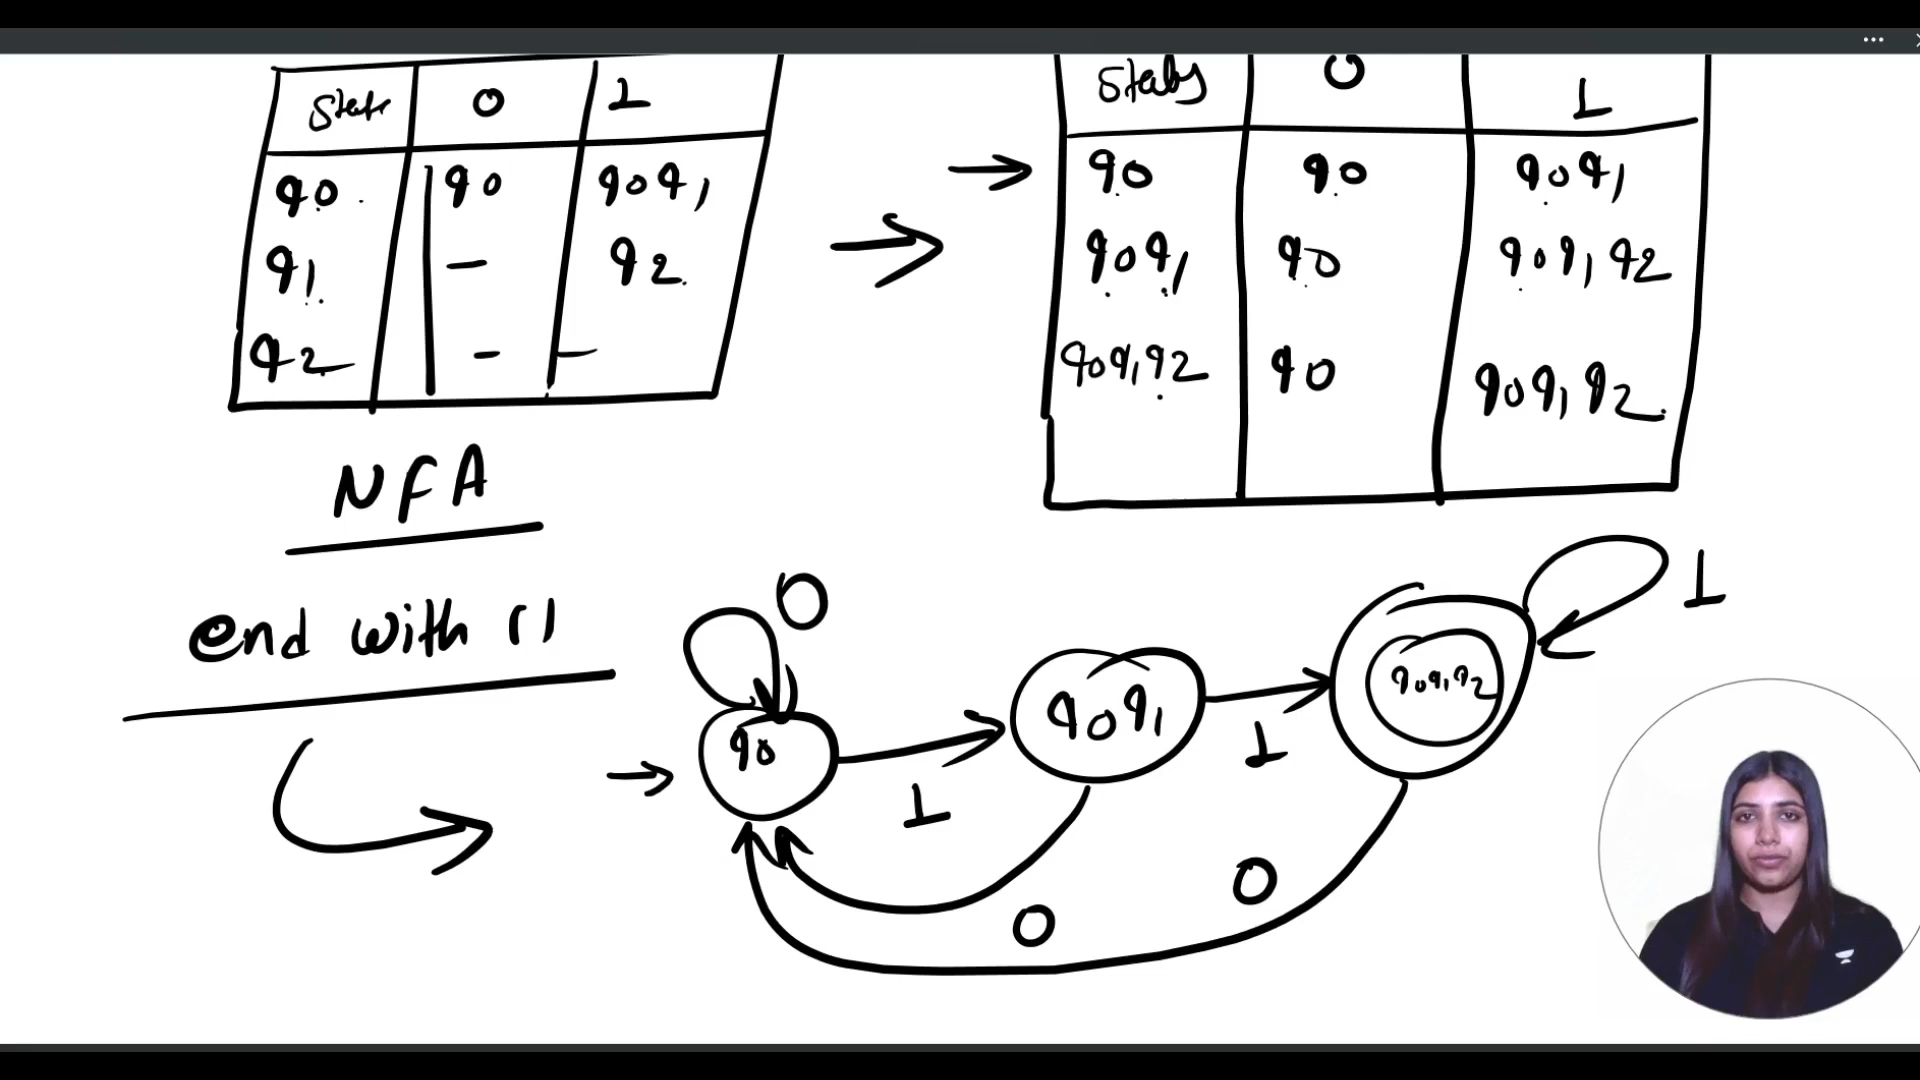 State 0 1
q0 q0 q0q1
q1 - q2
q2 - -
States 0 1
→ q0 q0 q0q1
q0q1 q0 q0q1q2
q0q1q2 q0 q0q1q2
NFA
end with 11
0
1
q0
1
q0q1
1
q0q1q2
0
0